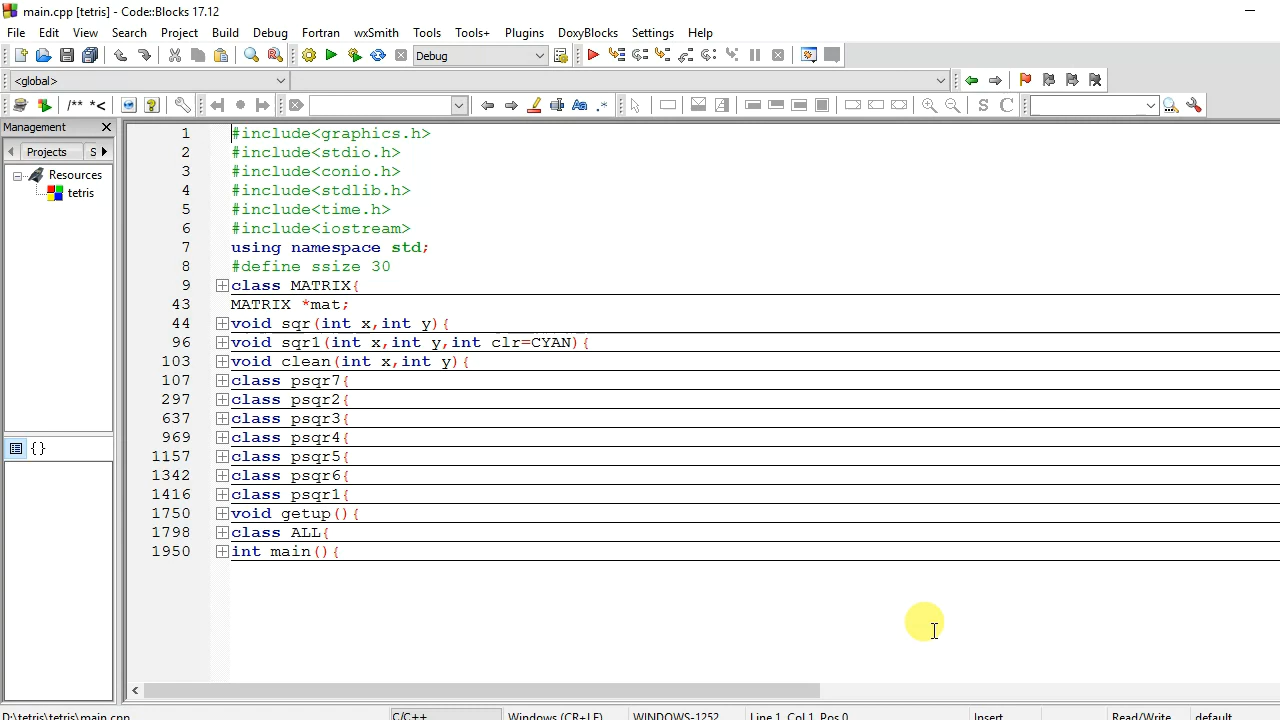 main.cpp [tetris] - Code::Blocks 17.12
File Edit View Search Project Build Debug Fortran wxSmith Tools Tools+ Plugins DoxyBlocks Settings Help
Debug
<global>
/** *<
Aa .* S C
Management
Projects S
Resources
tetris
{}
1 #include<graphics.h>
2 #include<stdio.h>
3 #include<conio.h>
4 #include<stdlib.h>
5 #include<time.h>
6 #include<iostream>
7 using namespace std;
8 #define ssize 30
9 class MATRIX{
43 MATRIX *mat;
44 void sqr(int x,int y){
96 void sqr1(int x,int y,int clr=CYAN){
103 void clean(int x,int y){
107 class psqr7{
297 class psqr2{
637 class psqr3{
969 class psqr4{
1157 class psqr5{
1342 class psqr6{
1416 class psqr1{
1750 void getup(){
1798 class ALL{
1950 int main(){
D:\tetris\tetris\main.cpp C/C++ Windows (CR+LF) WINDOWS-1252 Line 1, Col 1, Pos 0 Insert Read/Write default